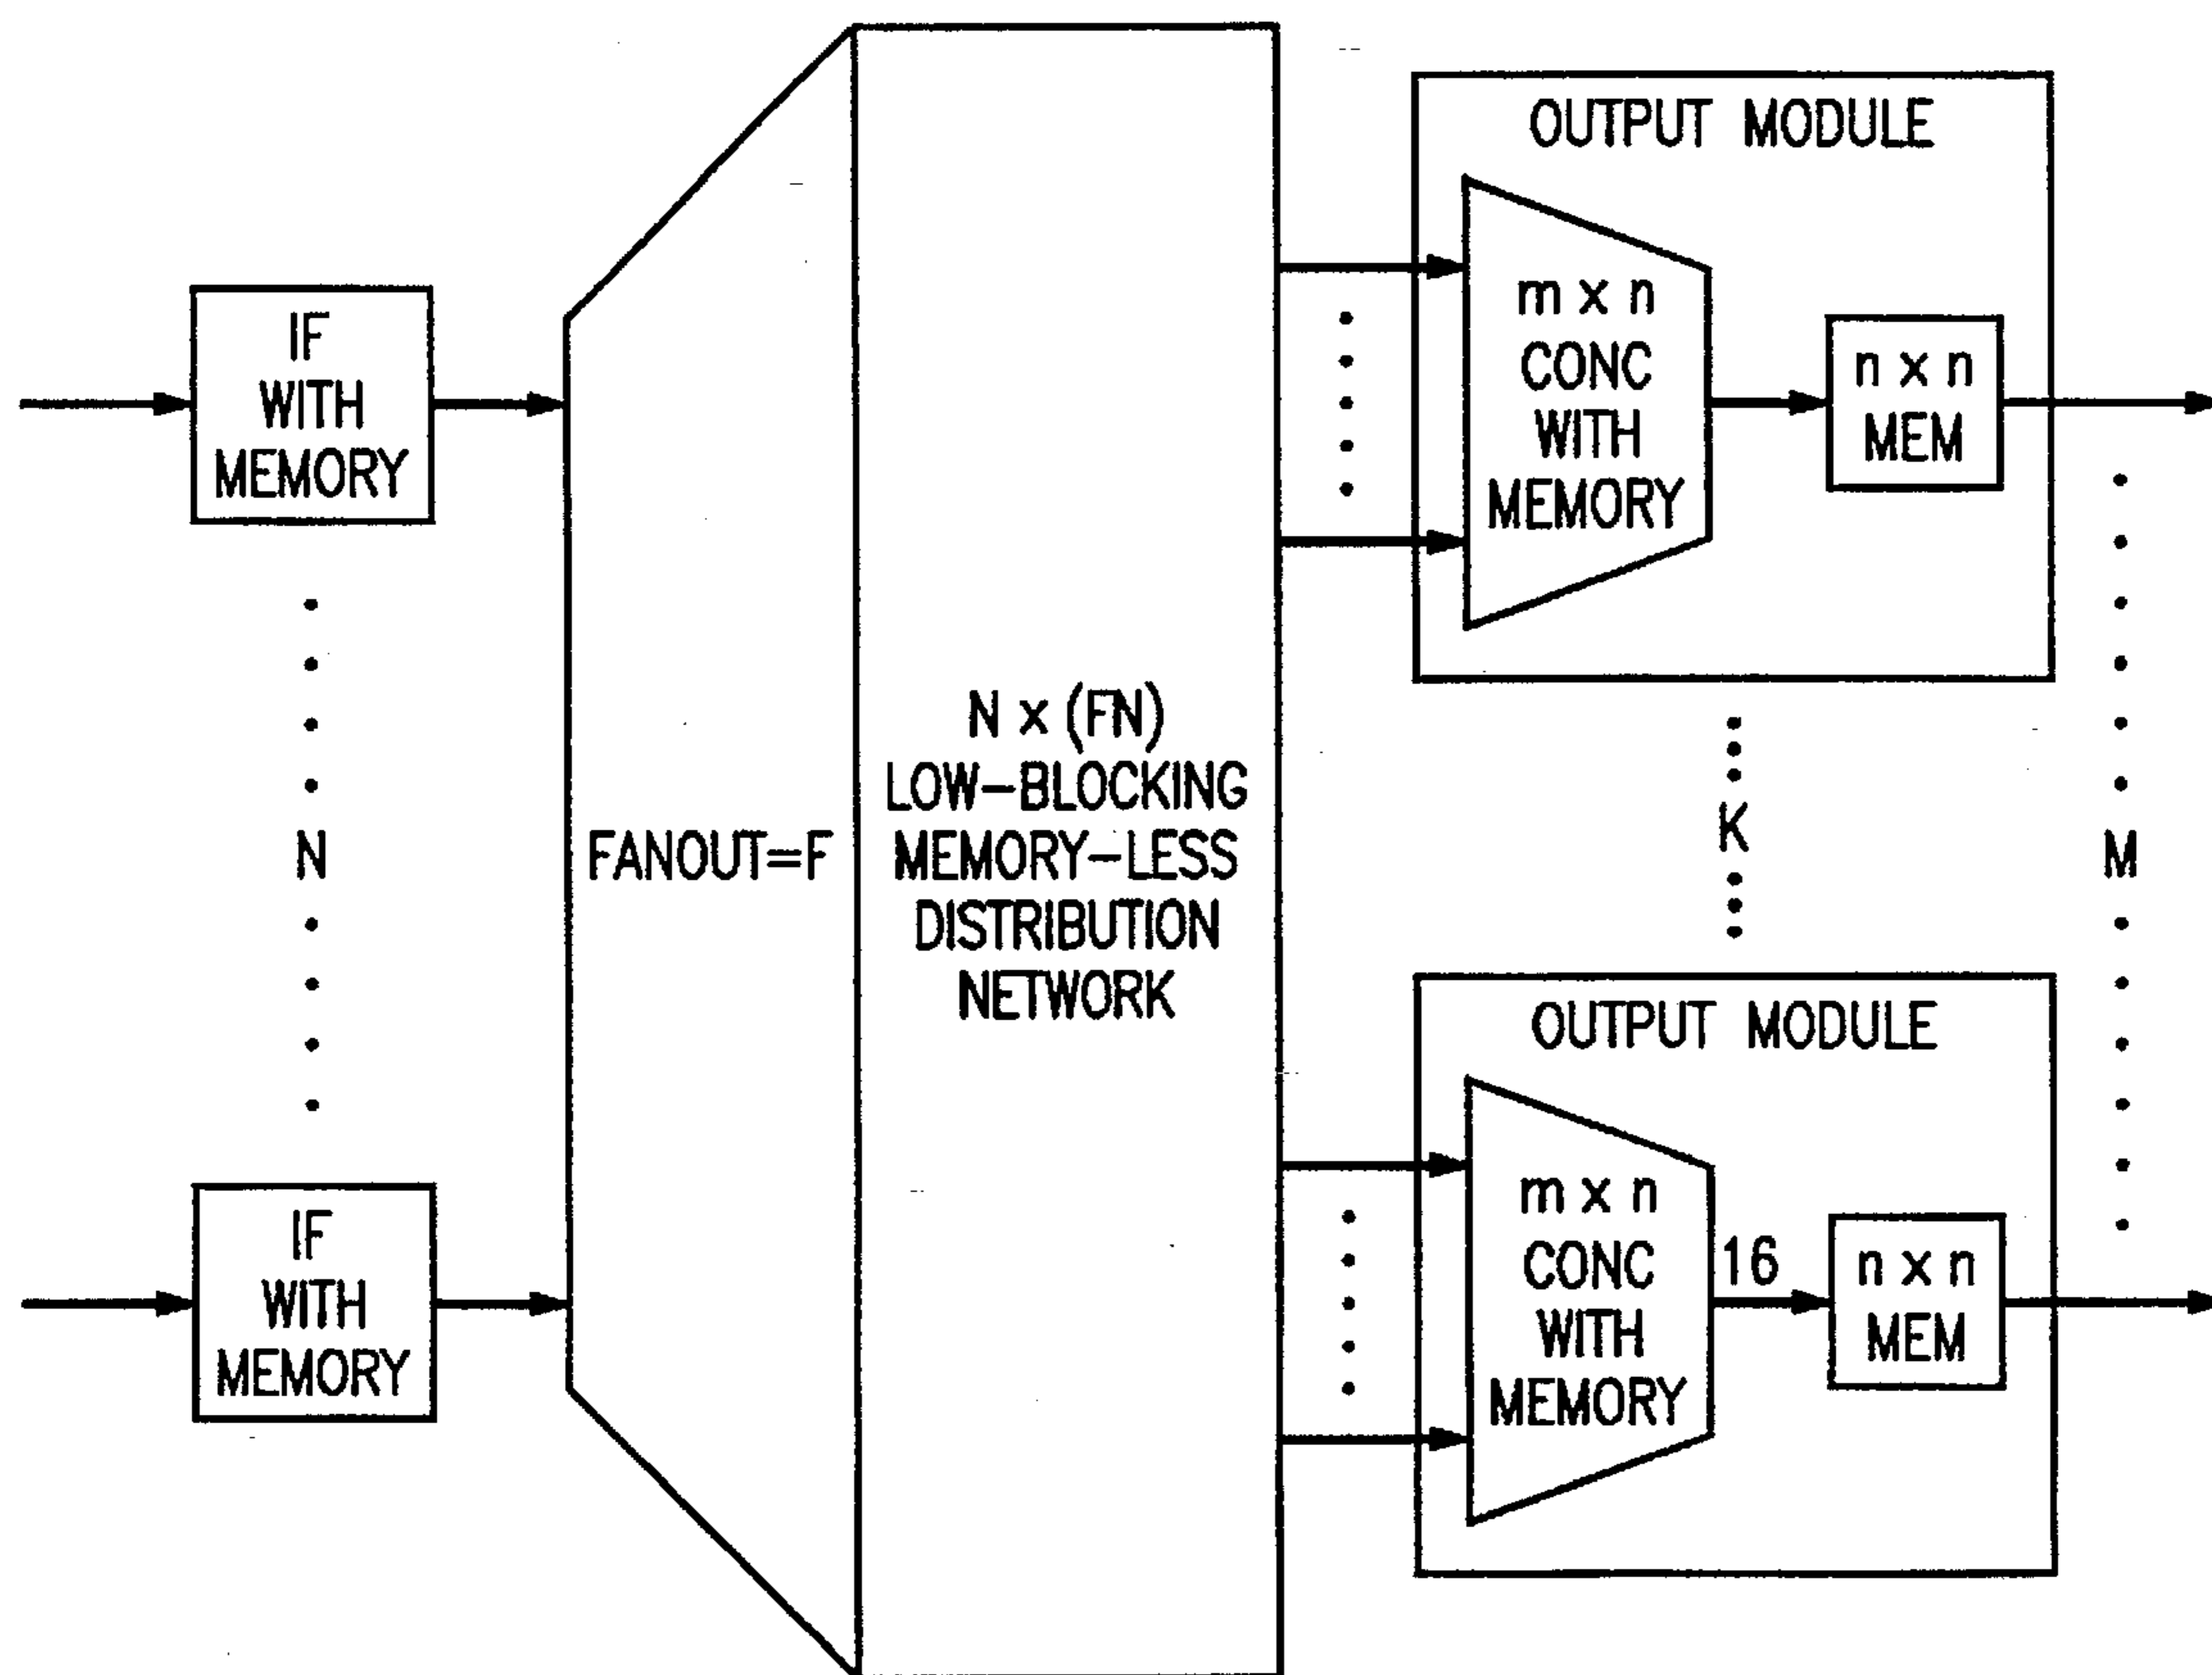 IF
WITH
MEMORY
N
IF
WITH
MEMORY
FANOUT=F
N x (FN)
LOW-BLOCKING
MEMORY-LESS
DISTRIBUTION
NETWORK
OUTPUT MODULE
m x n
CONC
WITH
MEMORY
n x n
MEM
K
M
OUTPUT MODULE
m x n
CONC
WITH
MEMORY
16
n x n
MEM